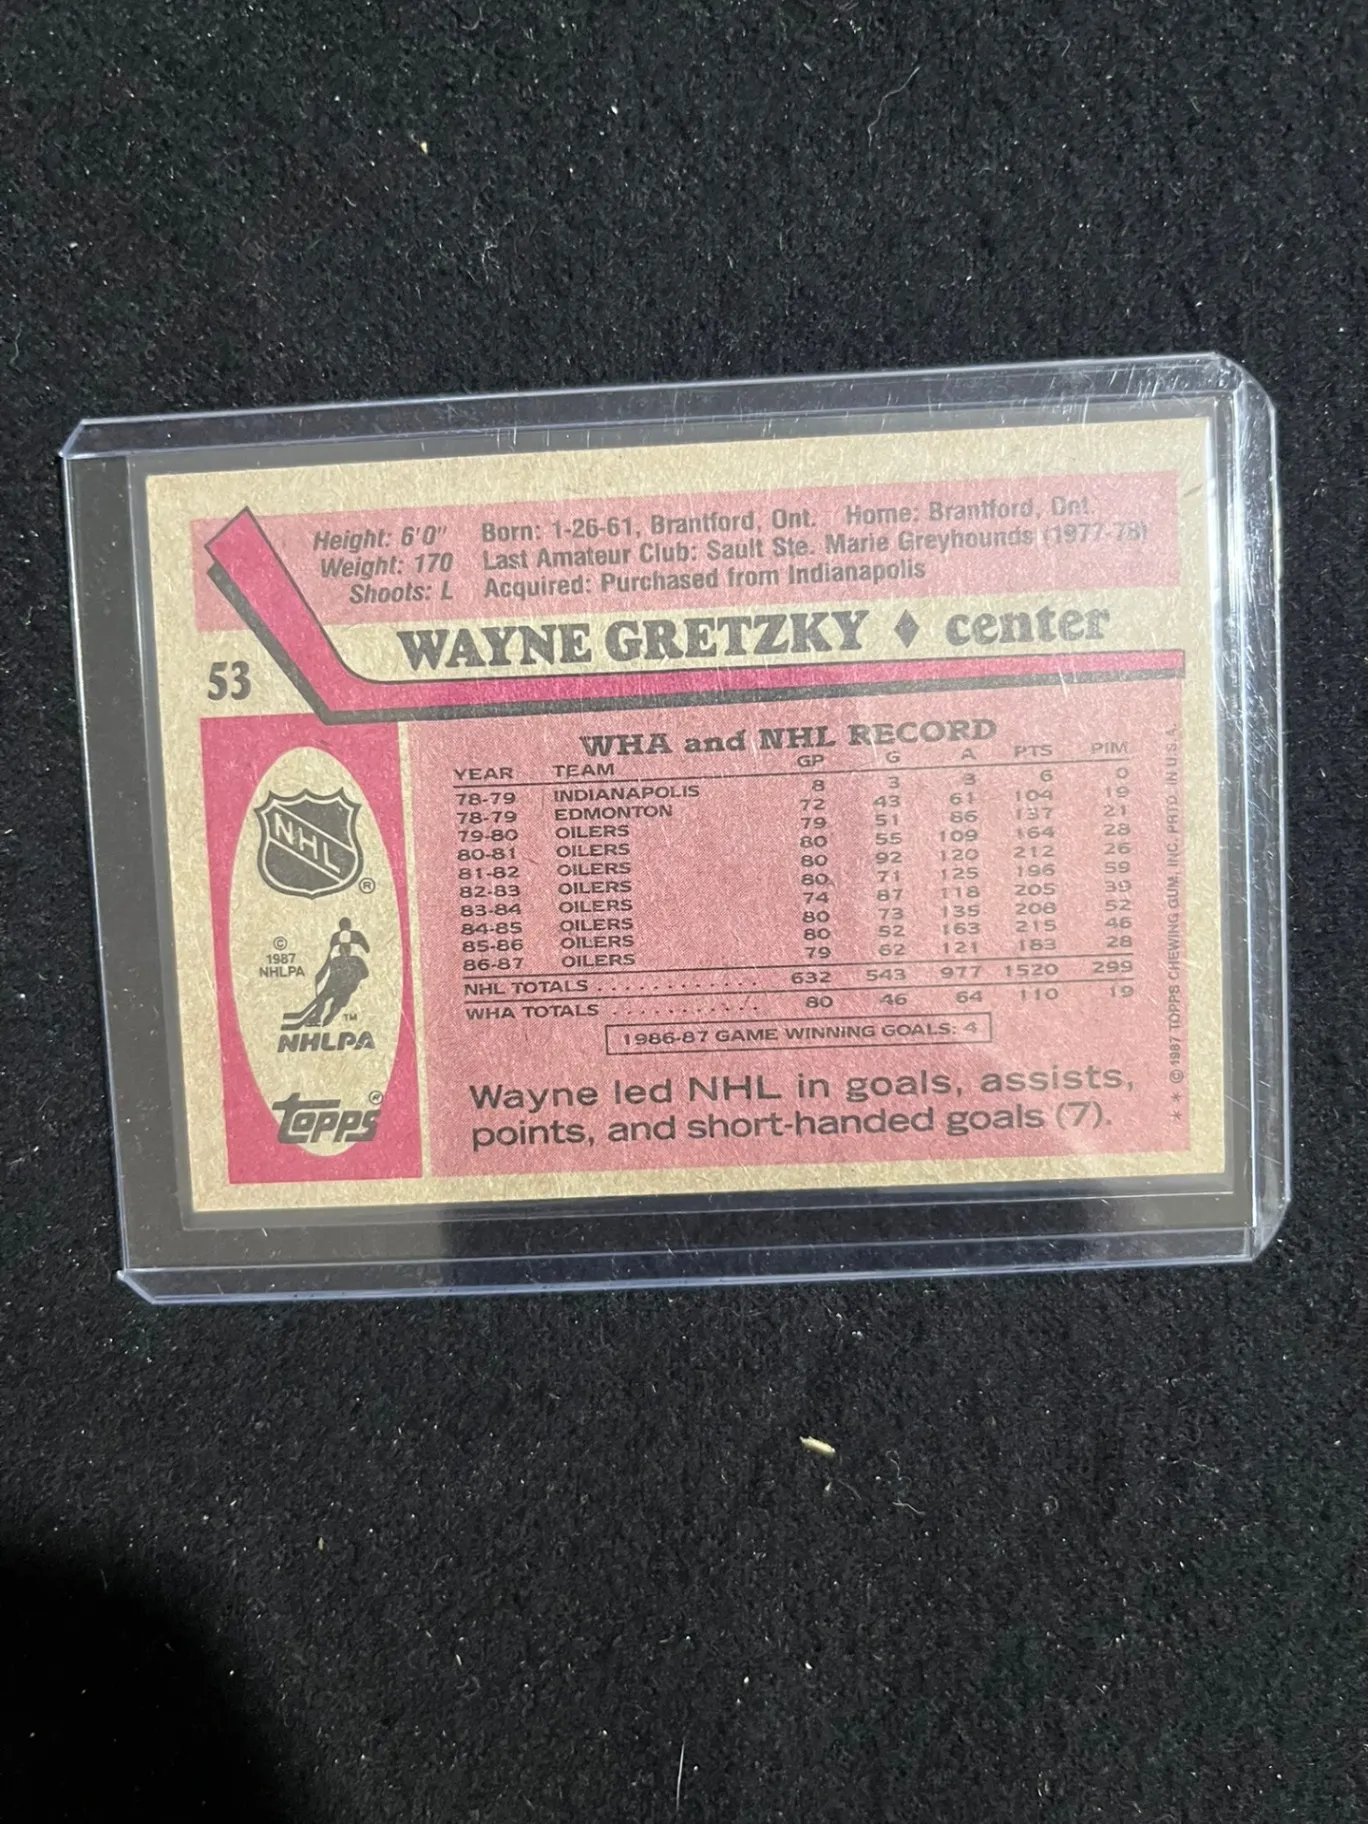 Height: 6'0" Born: 1-26-61, Brantford, Ont. Home: Brantford, Ont.
Weight: 170 Last Amateur Club: Sault Ste. Marie Greyhounds (1977-78)
Shoots: L Acquired: Purchased from Indianapolis
WAYNE GRETZKY ♦ center
53
WHA and NHL RECORD
YEAR TEAM GP G A PTS PIM
78-79 INDIANAPOLIS 8 3 3 6 0
78-79 EDMONTON 72 43 61 104 19
79-80 OILERS 79 51 86 137 21
80-81 OILERS 80 55 109 164 28
81-82 OILERS 80 92 120 212 26
82-83 OILERS 80 71 125 196 59
83-84 OILERS 74 87 118 205 39
84-85 OILERS 80 73 135 208 52
85-86 OILERS 80 52 163 215 46
86-87 OILERS 79 62 121 183 28
NHL TOTALS . . . . . . . . . . . . 632 543 977 1520 299
WHA TOTALS . . . . . . . . . . . 80 46 64 110 19
1986-87 GAME WINNING GOALS: 4
Wayne led NHL in goals, assists,
points, and short-handed goals (7).
NHL ®
©
1987
NHLPA
TM
NHLPA
topps®
* * © 1987 TOPPS CHEWING GUM, INC. PRTD. IN U.S.A.